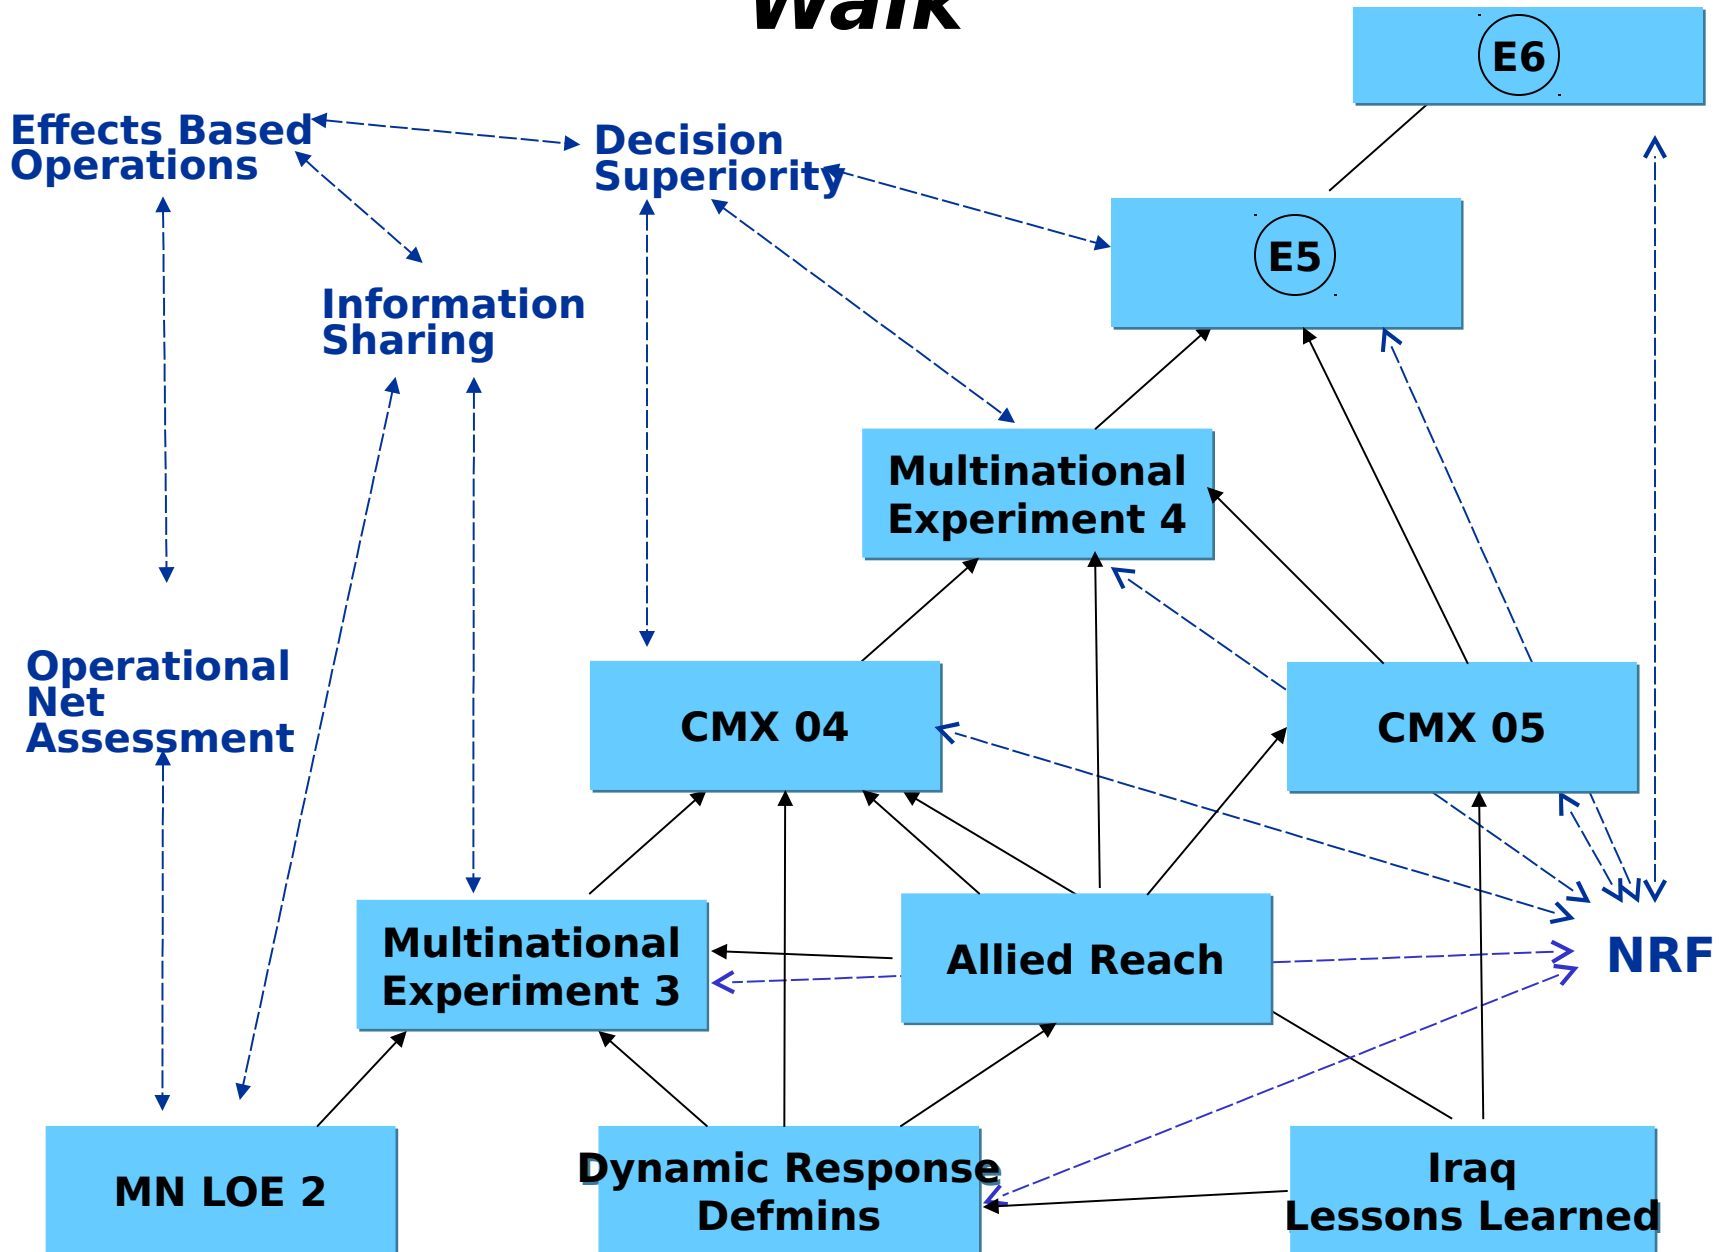 Walk
E6
Effects Based
Operations
Decision
Superiority
E5
Information
Sharing
Multinational
Experiment 4
Operational
Net
Assessment
CMX 04
CMX 05
Multinational
Experiment 3
Allied Reach
NRF
MN LOE 2
Dynamic Response
Defmins
Iraq
Lessons Learned